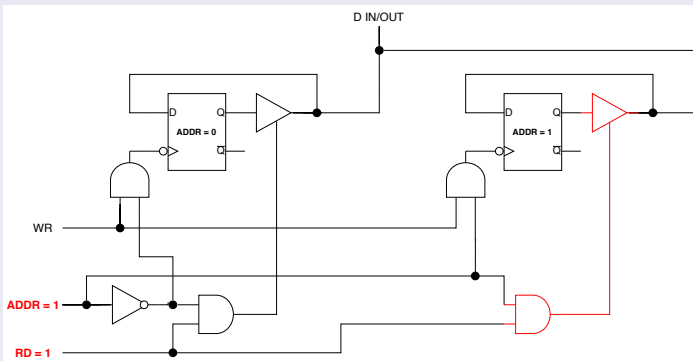 D IN/OUT
D Q D Q
ADDR = 0 ADDR = 1
Q̅ Q̅
WR
ADDR = 1
RD = 1